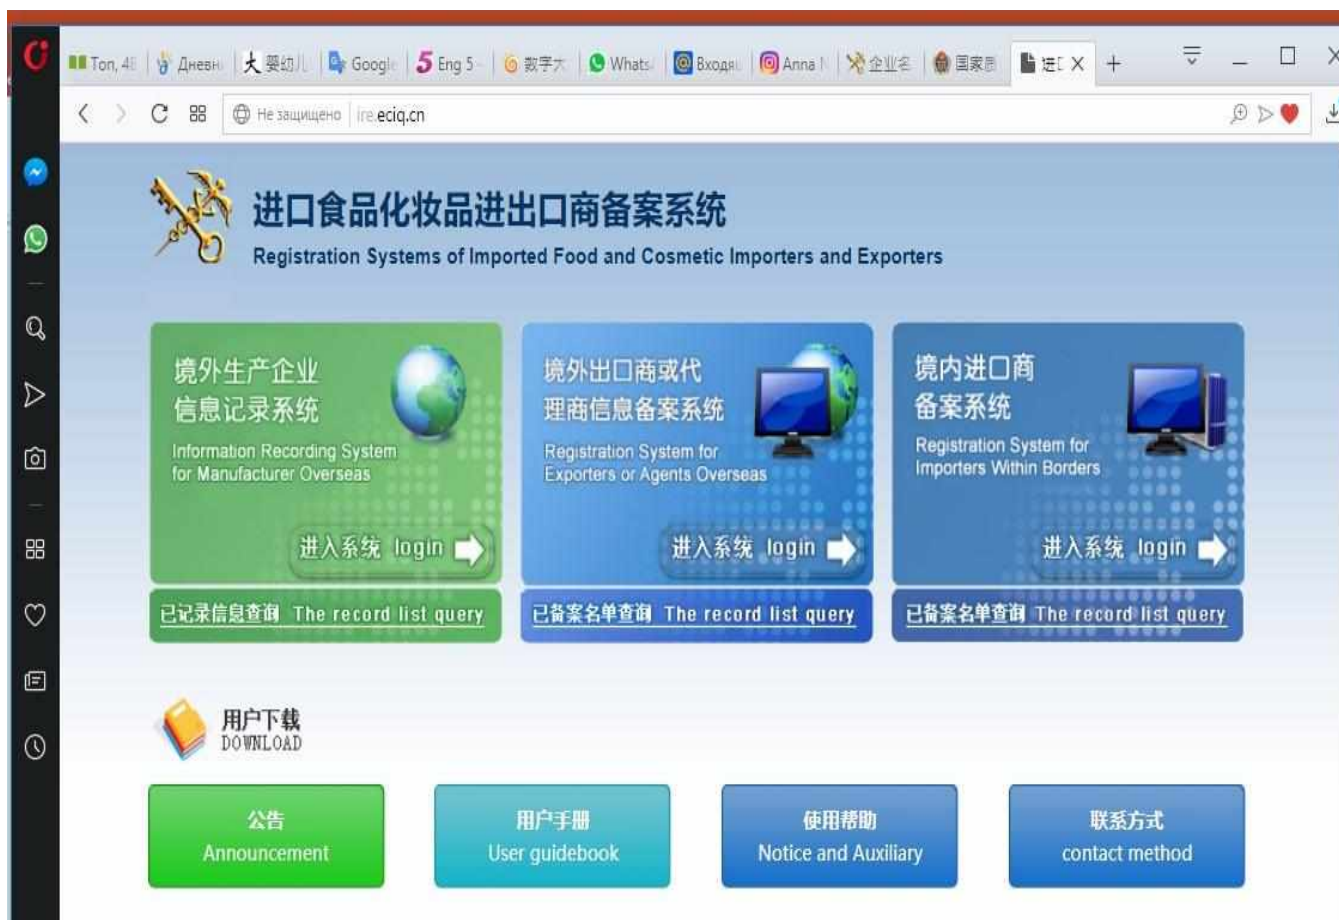 Топ, 4
Дневн
婴幼儿
Google
Eng 5 -
数字大
Whats
Входя
Anna
企业名
国家
进
Не защищено
ire.eciq.cn
进口食品化妆品进出口商备案系统
Registration Systems of Imported Food and Cosmetic Importers and Exporters
境外生产企业
信息记录系统
Information Recording System
for Manufacturer Overseas
进入系统 login
已记录信息查询 The record list query
境外出口商或代
理商信息备案系统
Registration System for
Exporters or Agents Overseas
进入系统 login
已备案名单查询 The record list query
境内进口商
备案系统
Registration System for
Importers Within Borders
进入系统 login
已备案名单查询 The record list query
用户下载
DOWNLOAD
公告
Announcement
用户手册
User guidebook
使用帮助
Notice and Auxiliary
联系方式
contact method